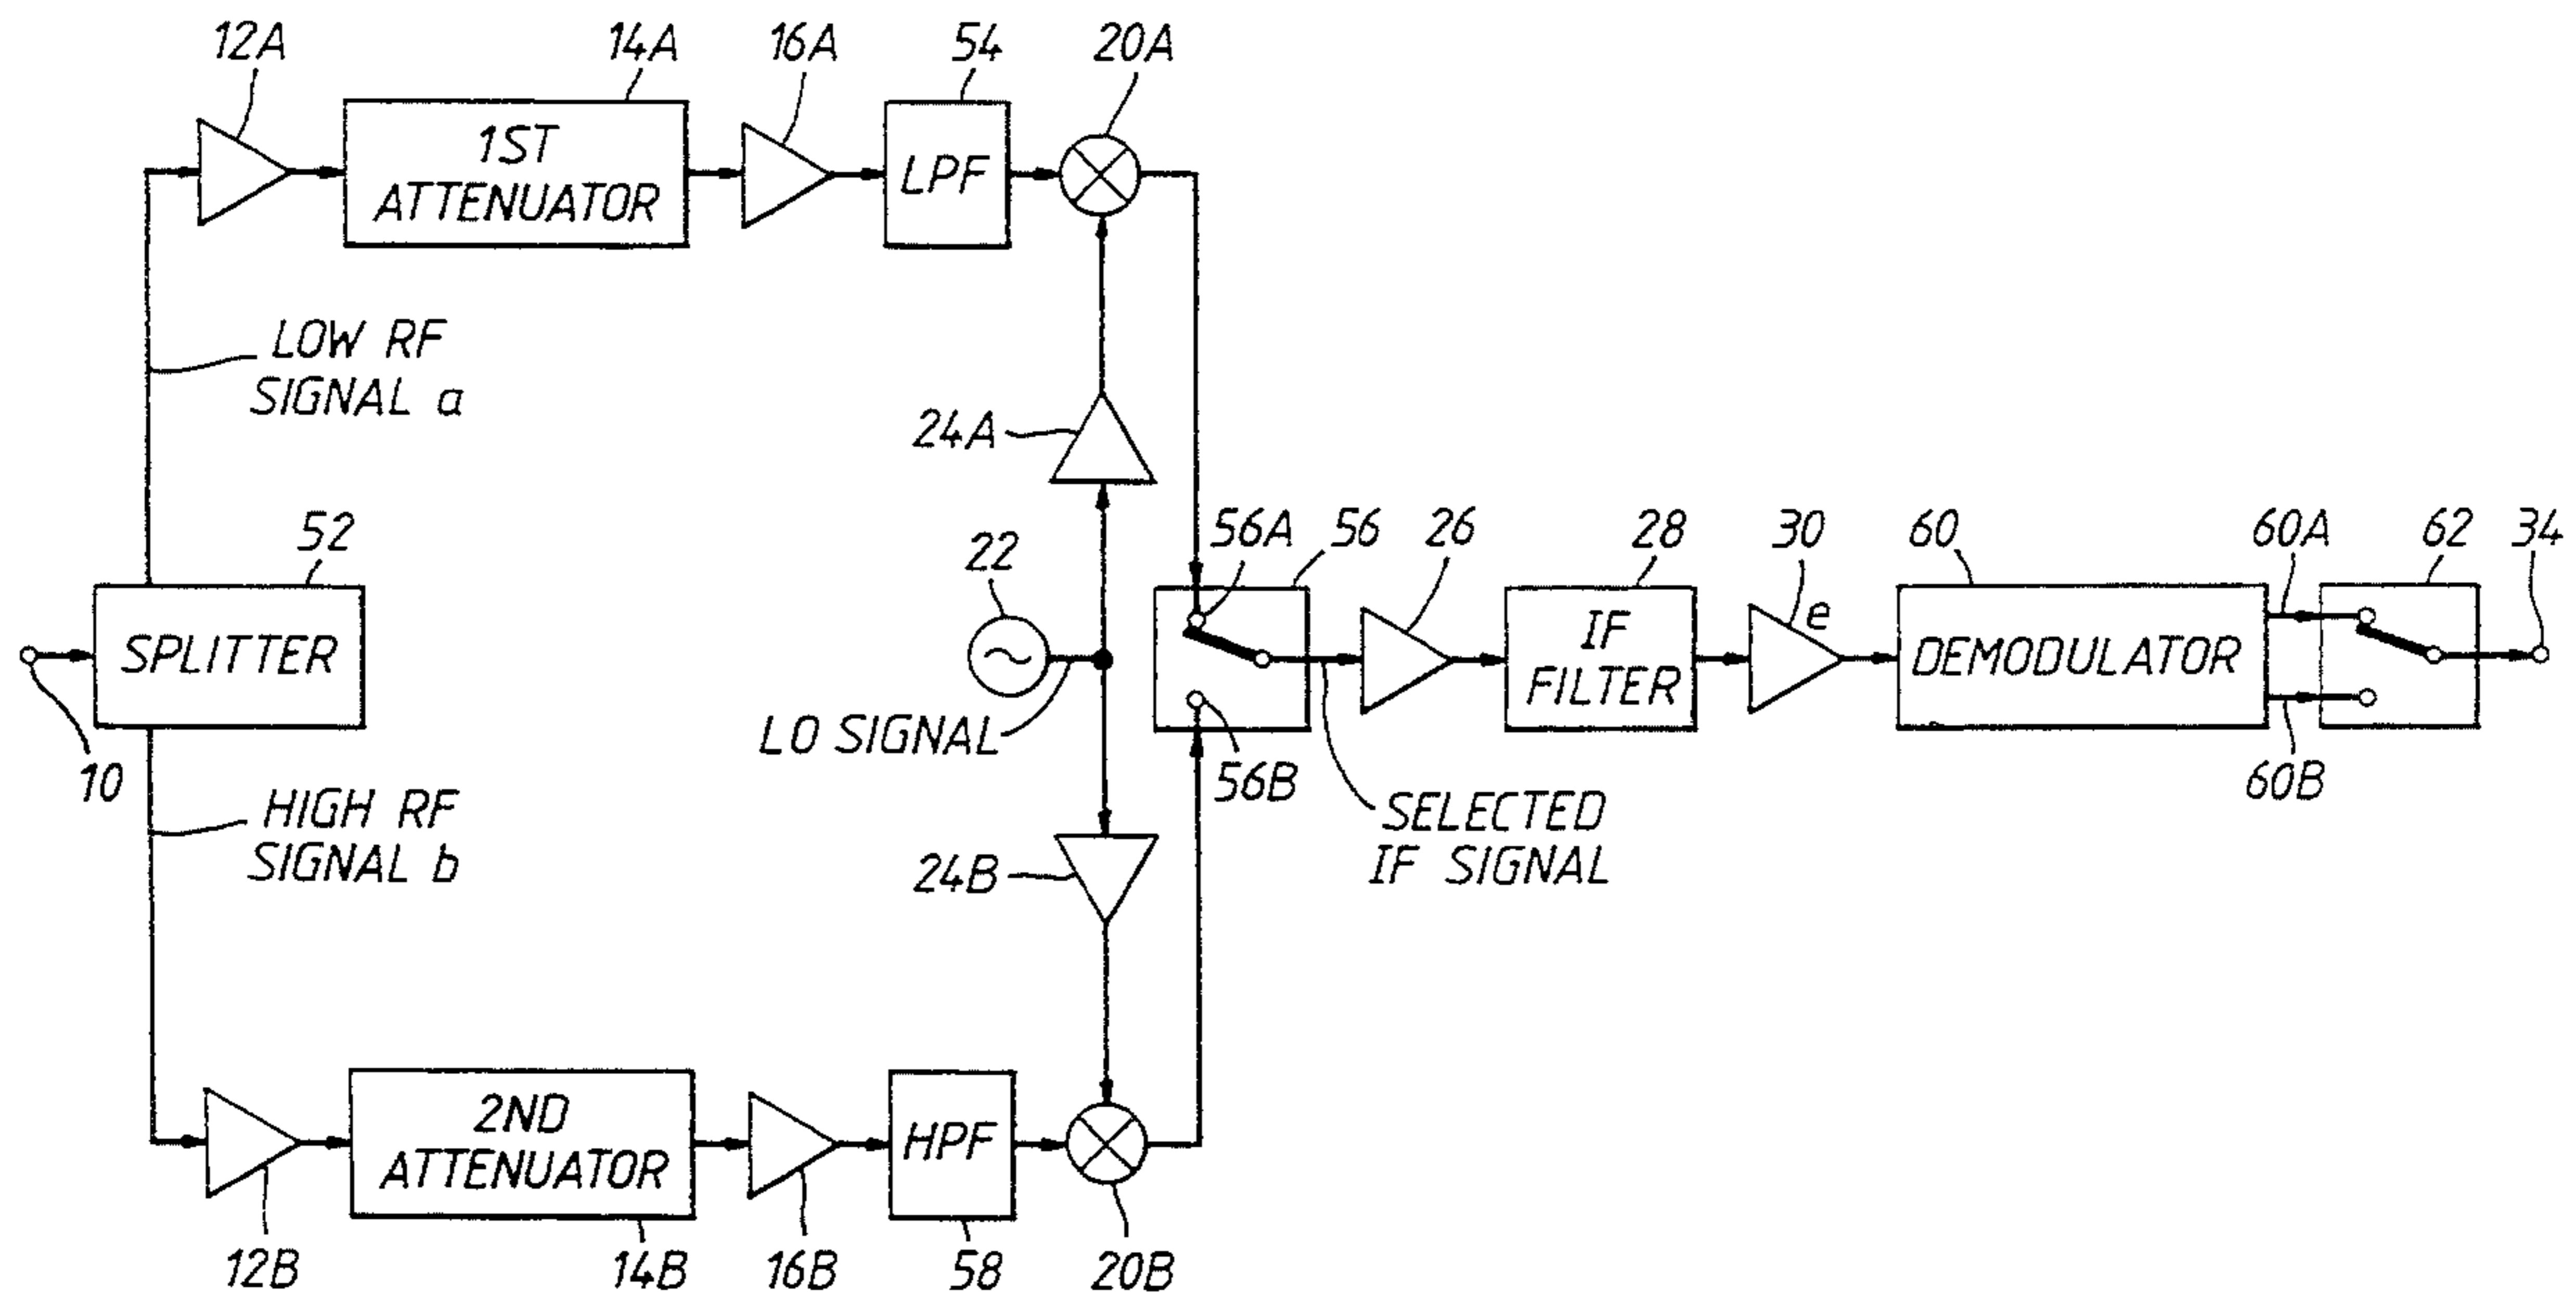 12A
14A
16A
54
20A
1ST
ATTENUATOR
LPF
LOW RF
SIGNAL a
24A
52
SPLITTER
10
22
LO SIGNAL
56A
56
26
28
30
60
60A
62
34
e
IF
FILTER
DEMODULATOR
56B
60B
SELECTED
IF SIGNAL
HIGH RF
SIGNAL b
24B
2ND
ATTENUATOR
HPF
12B
14B
16B
58
20B